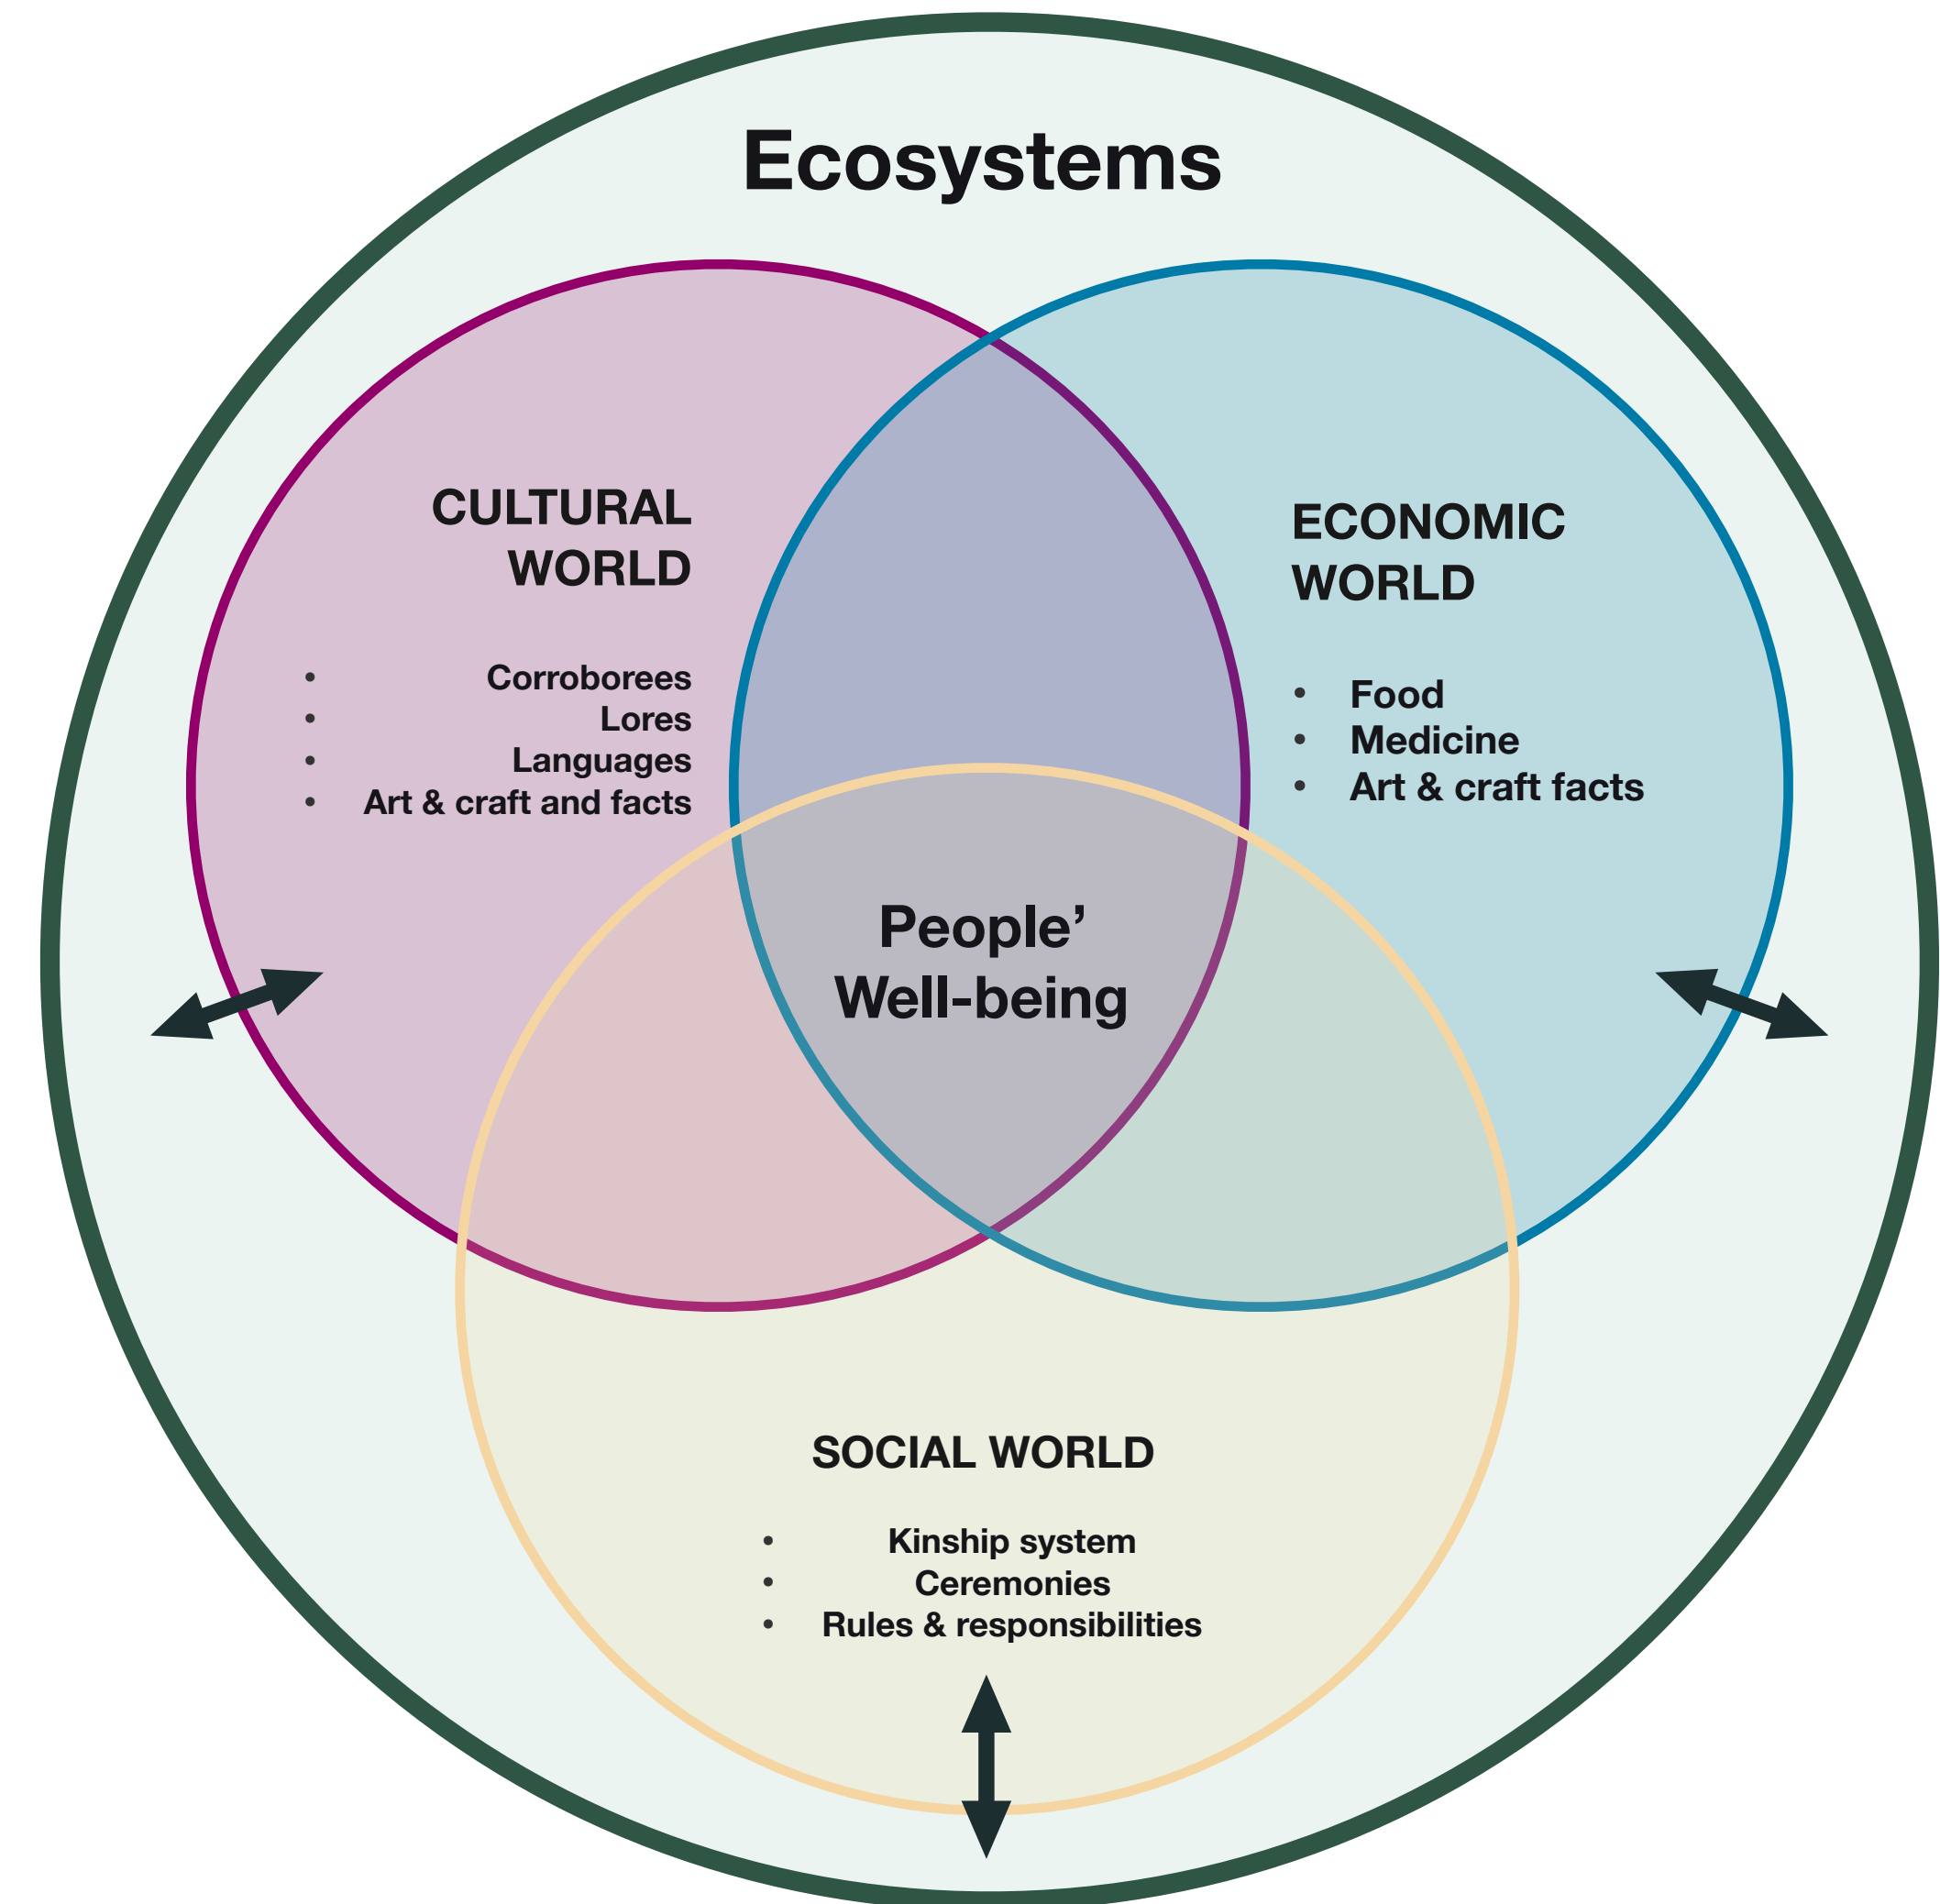 Ecosystems
CULTURAL
WORLD
• Corroborees
• Lores
• Languages
• Art & craft and facts
ECONOMIC
WORLD
• Food
• Medicine
• Art & craft facts
People’
Well-being
SOCIAL WORLD
• Kinship system
• Ceremonies
• Rules & responsibilities